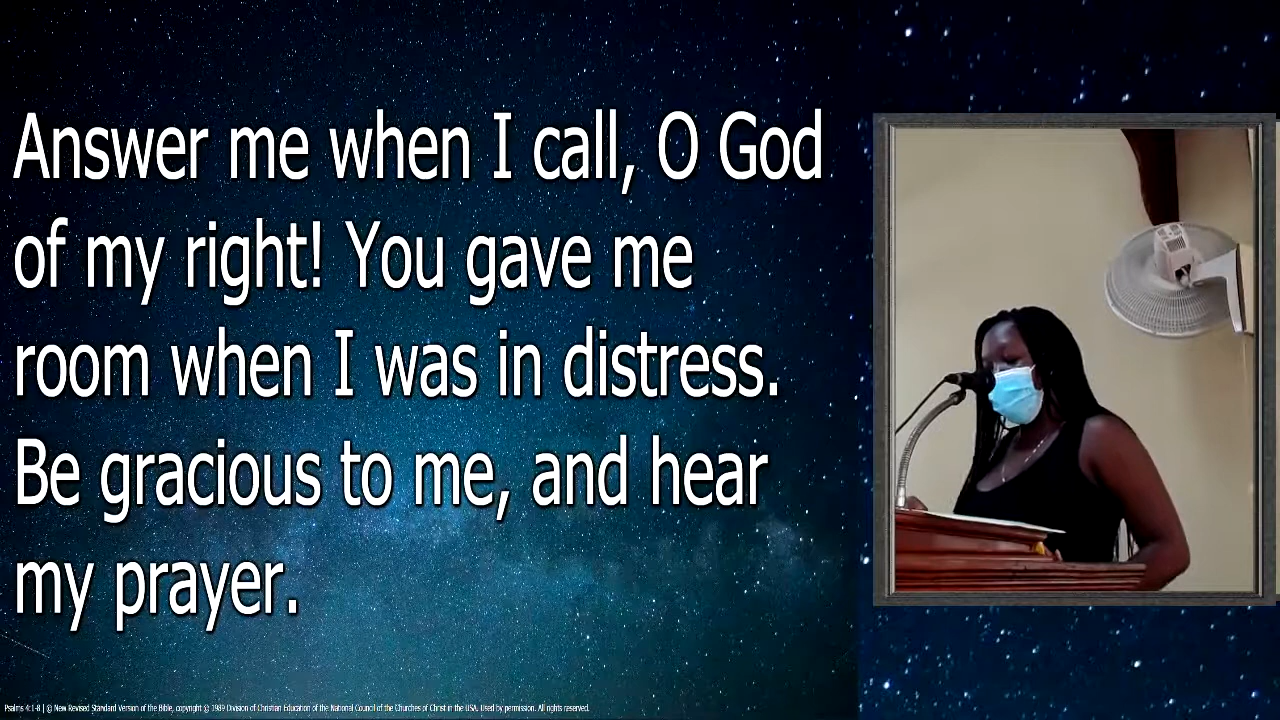 Answer me when I call, O God
of my right! You gave me
room when I was in distress.
Be gracious to me, and hear
my prayer.
Psalms 4:1-8 | © New Revised Standard Version of the Bible, copyright © 1989 Division of Christian Education of the National Council of the Churches of Christ in the USA. Used by permission. All rights reserved.